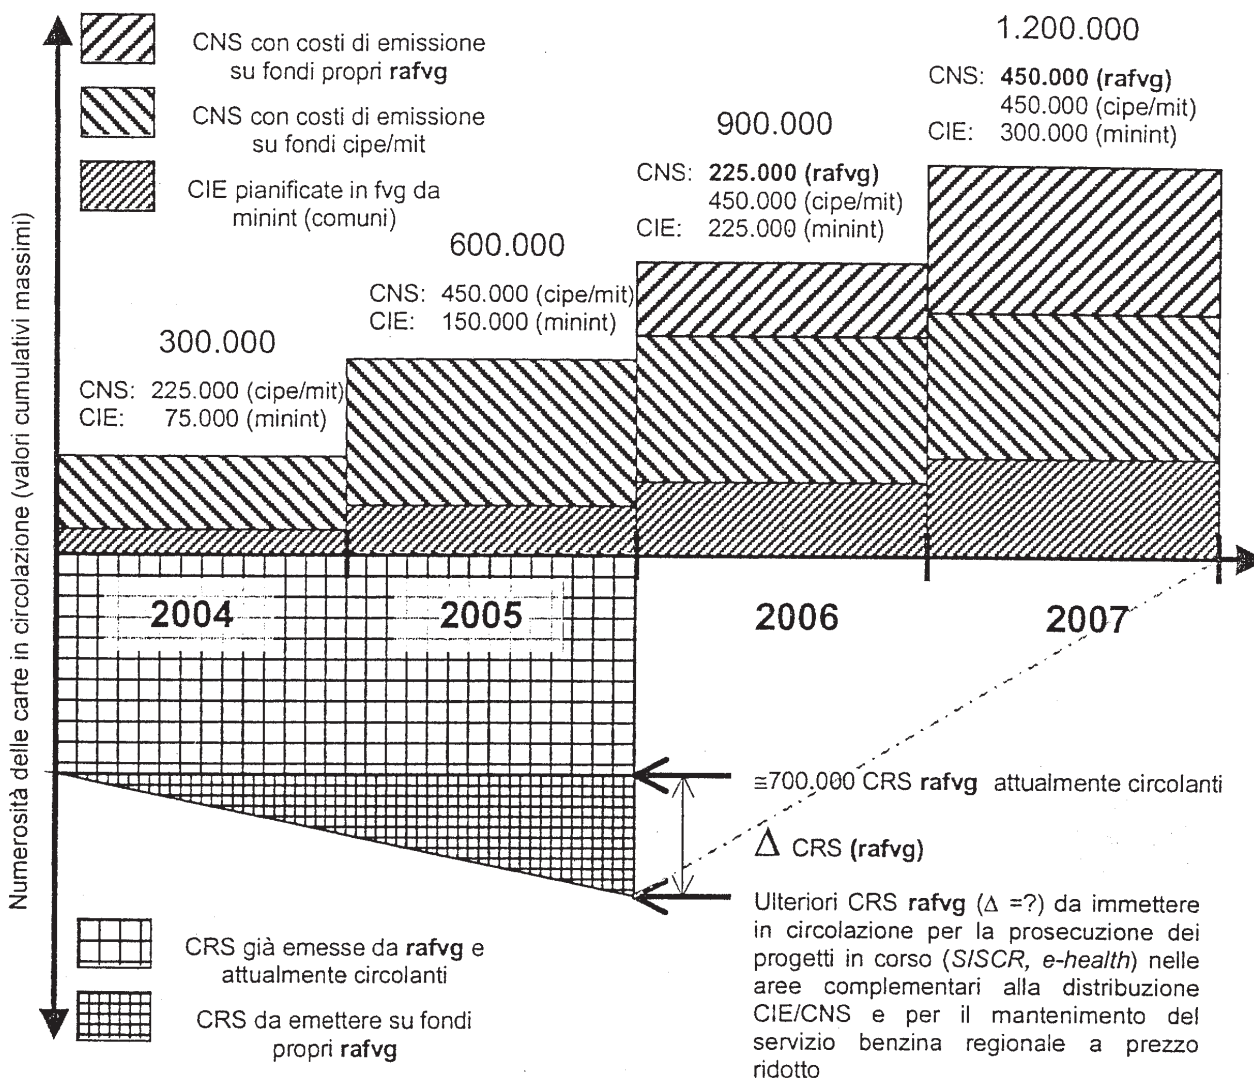 Numerosità delle carte in circolazione (valori cumulativi massimi)
CNS con costi di emissione
su fondi propri rafvg
CNS con costi di emissione
su fondi cipe/mit
CIE pianificate in fvg da
minint (comuni)
300.000
CNS: 225.000 (cipe/mit)
CIE: 75.000 (minint)
600.000
CNS: 450.000 (cipe/mit)
CIE: 150.000 (minint)
900.000
CNS: 225.000 (rafvg)
450.000 (cipe/mit)
CIE: 225.000 (minint)
1.200.000
CNS: 450.000 (rafvg)
450.000 (cipe/mit)
CIE: 300.000 (minint)
2004
2005
2006
2007
≅700.000 CRS rafvg attualmente circolanti
Δ CRS (rafvg)
Ulteriori CRS rafvg (Δ =?) da immettere
in circolazione per la prosecuzione dei
progetti in corso (SISCR, e-health) nelle
aree complementari alla distribuzione
CIE/CNS e per il mantenimento del
servizio benzina regionale a prezzo
ridotto
CRS già emesse da rafvg e
attualmente circolanti
CRS da emettere su fondi
propri rafvg